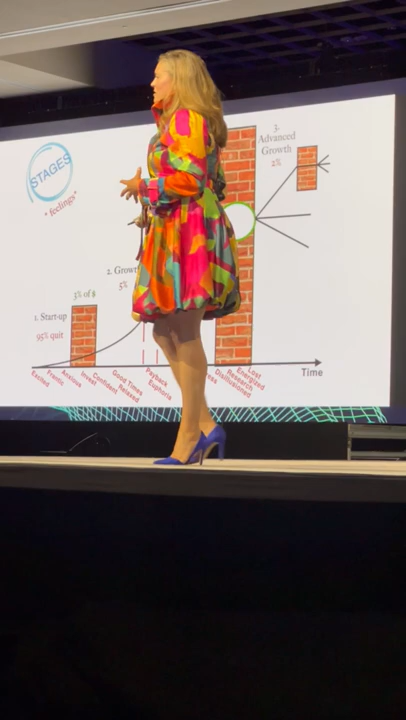 STAGES
* feelings *
3.
Advanced
Growth
2%
2. Growt
5%
3% of $
1. Start-up
95% quit
Time
Excited
Frantic
Anxious
Invest
Confident
Good Times
Relaxed
Payback
Euphoria
ress
Disillusioned
Research
Energized
Lost